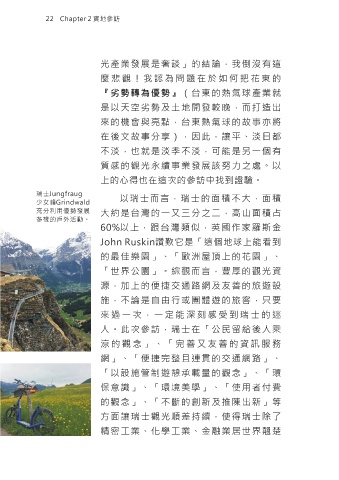 22 Chapter 2 實地參訪
光產業發展是奢談」的結論，我倒沒有這
麼悲觀！我認為問題在於如何把花東的
『劣勢轉為優勢』（台東的熱氣球產業就
是以天空劣勢及土地開發較晚，而打造出
來的機會與亮點，台東熱氣球的故事亦將
在後文故事分享），因此，讓平、淡日都
不淡，也就是淡季不淡，可能是另一個有
質感的觀光永續事業發展該努力之處。以
上的心得也在這次的參訪中找到證驗。
瑞士Jungfraug
少女峰Grindwald
充分利用優勢發展
多樣的戶外活動。
以瑞士而言，瑞士的面積不大，面積
大約是台灣的一又三分之二，高山面積占
60%以上，跟台灣類似，英國作家羅斯金
John Ruskin讚歎它是「這個地球上能看到
的最佳樂園」、「歐洲屋頂上的花園」、
「世界公園」。綜觀而言，豐厚的觀光資
源，加上的便捷交通路網及友善的旅遊設
施，不論是自由行或團體遊的旅客，只要
來過一次，一定能深刻感受到瑞士的迷
人。此次參訪，瑞士在「公民留給後人乘
涼的觀念」、「完善又友善的資訊服務
網」、「便捷完整且連貫的交通網路」、
「以設施管制遊憩承載量的觀念」、「環
保意識」、「環境美學」、「使用者付費
的觀念」、「不斷的創新及推陳出新」等
方面讓瑞士觀光順差持續，使得瑞士除了
精密工業、化學工業、金融業居世界翹楚